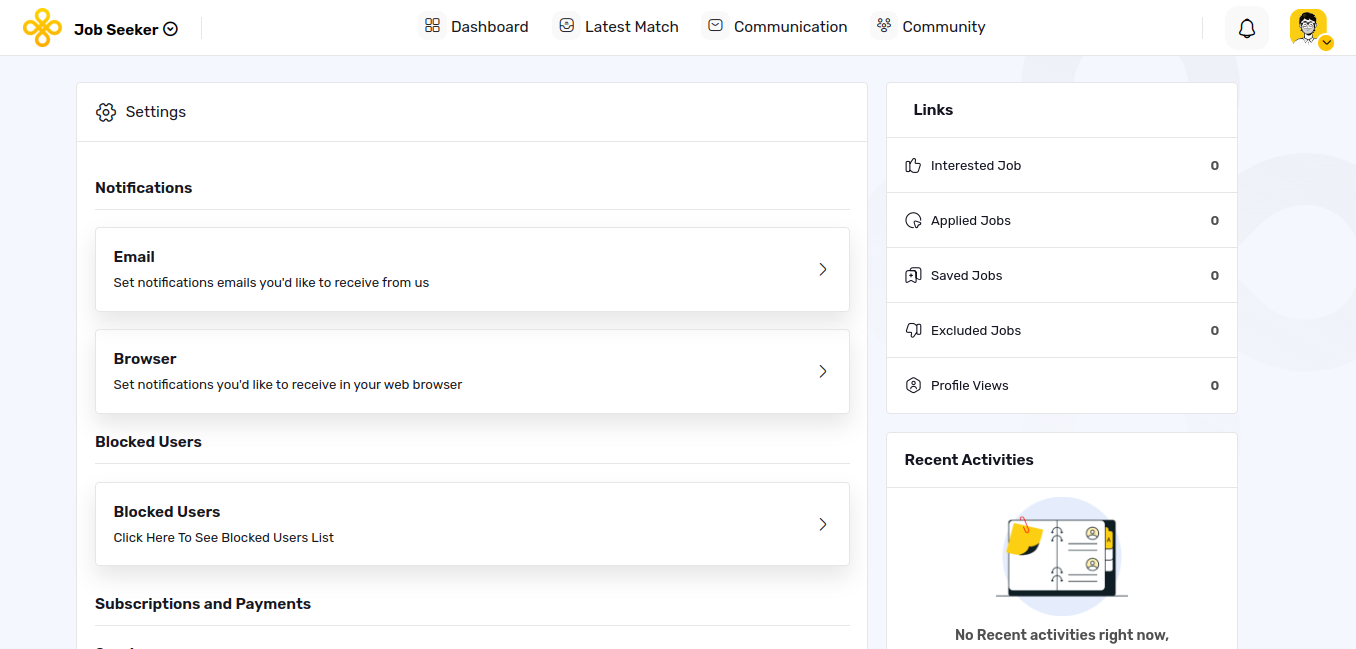 Job Seeker
Dashboard
Latest Match
Communication
Community
Settings
Notifications
Email
Set notifications emails you'd like to receive from us
Browser
Set notifications you'd like to receive in your web browser
Blocked Users
Blocked Users
Click Here To See Blocked Users List
Subscriptions and Payments
Links
Interested Job 0
Applied Jobs 0
Saved Jobs 0
Excluded Jobs 0
Profile Views 0
Recent Activities
No Recent activities right now,